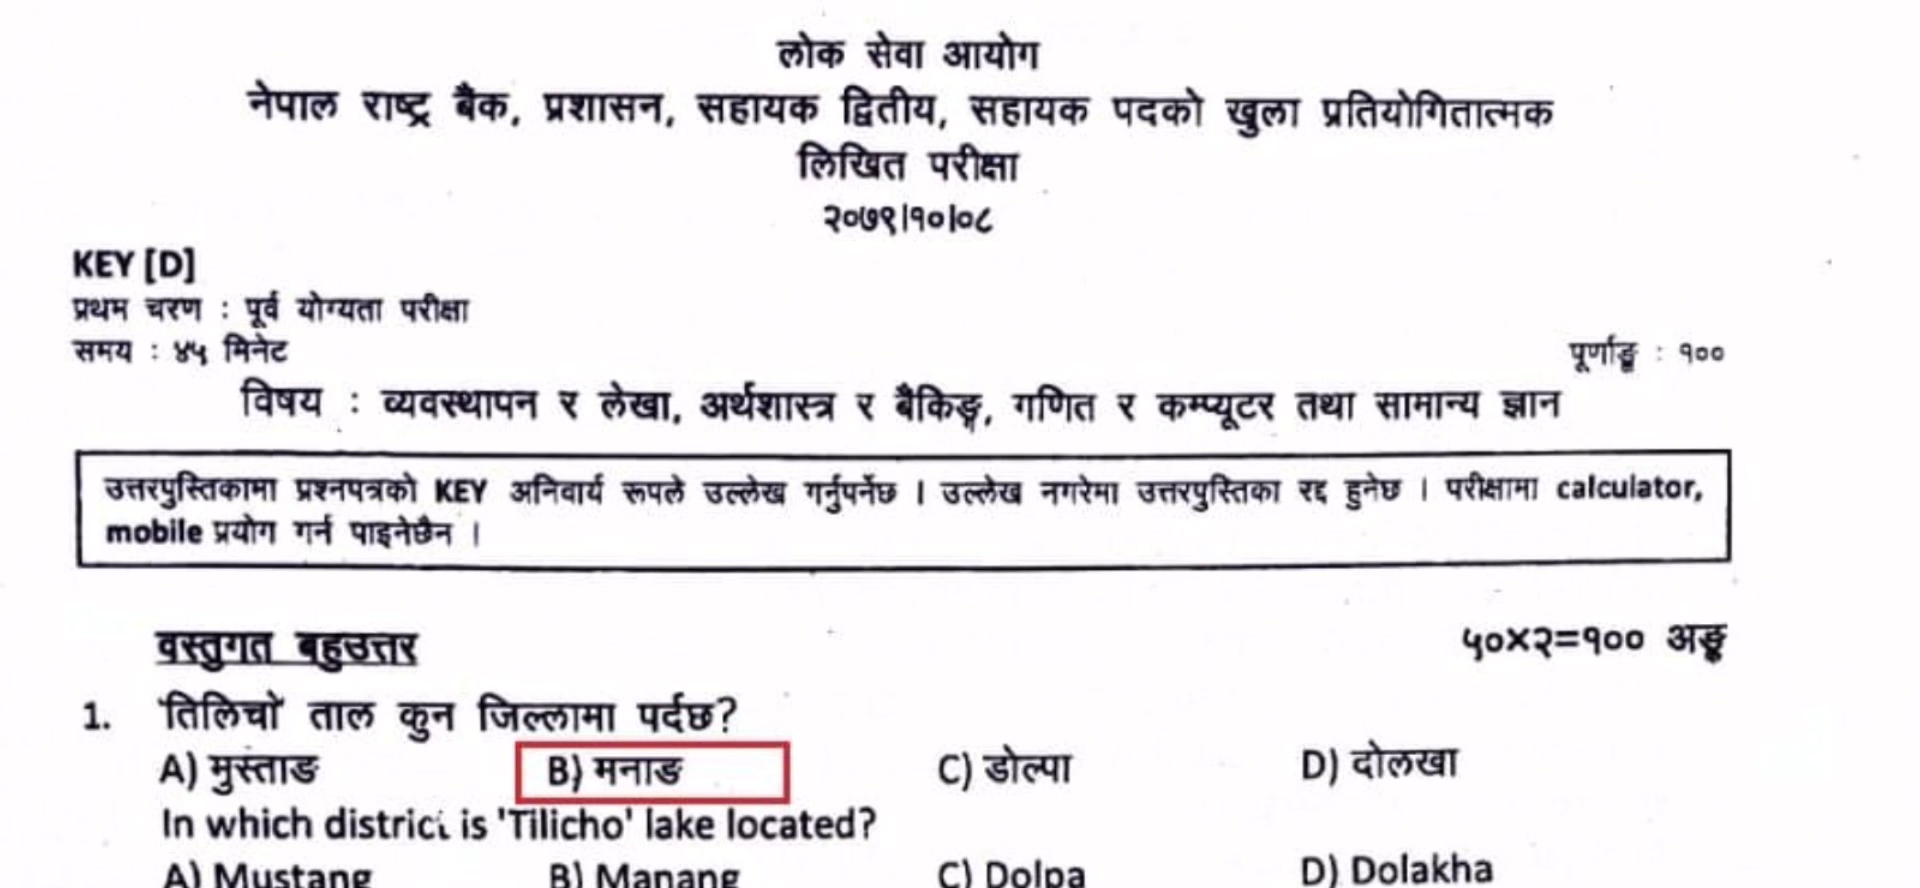 लोक सेवा आयोग
नेपाल राष्ट्र बैंक, प्रशासन, सहायक द्वितीय, सहायक पदको खुला प्रतियोगितात्मक
लिखित परीक्षा
२०७९|१०|०८
KEY [D]
प्रथम चरण : पूर्व योग्यता परीक्षा
समय : ४५ मिनेट
पूर्णाङ्क : १००
विषय : व्यवस्थापन र लेखा, अर्थशास्त्र र बैकिङ्ग, गणित र कम्प्यूटर तथा सामान्य ज्ञान
उत्तरपुस्तिकामा प्रश्नपत्रको KEY अनिवार्य रूपले उल्लेख गर्नुपर्नेछ । उल्लेख नगरेमा उत्तरपुस्तिका रद्द हुनेछ । परीक्षामा calculator,
mobile प्रयोग गर्न पाइनेछैन ।
वस्तुगत बहुउत्तर ५०×२=१०० अङ्क
1. 'तिलिचो' ताल कुन जिल्लामा पर्दछ?
A) मुस्ताङ B) मनाङ C) डोल्पा D) दोलखा
In which district is 'Tilicho' lake located?
A) Mustang B) Manang C) Dolpa D) Dolakha